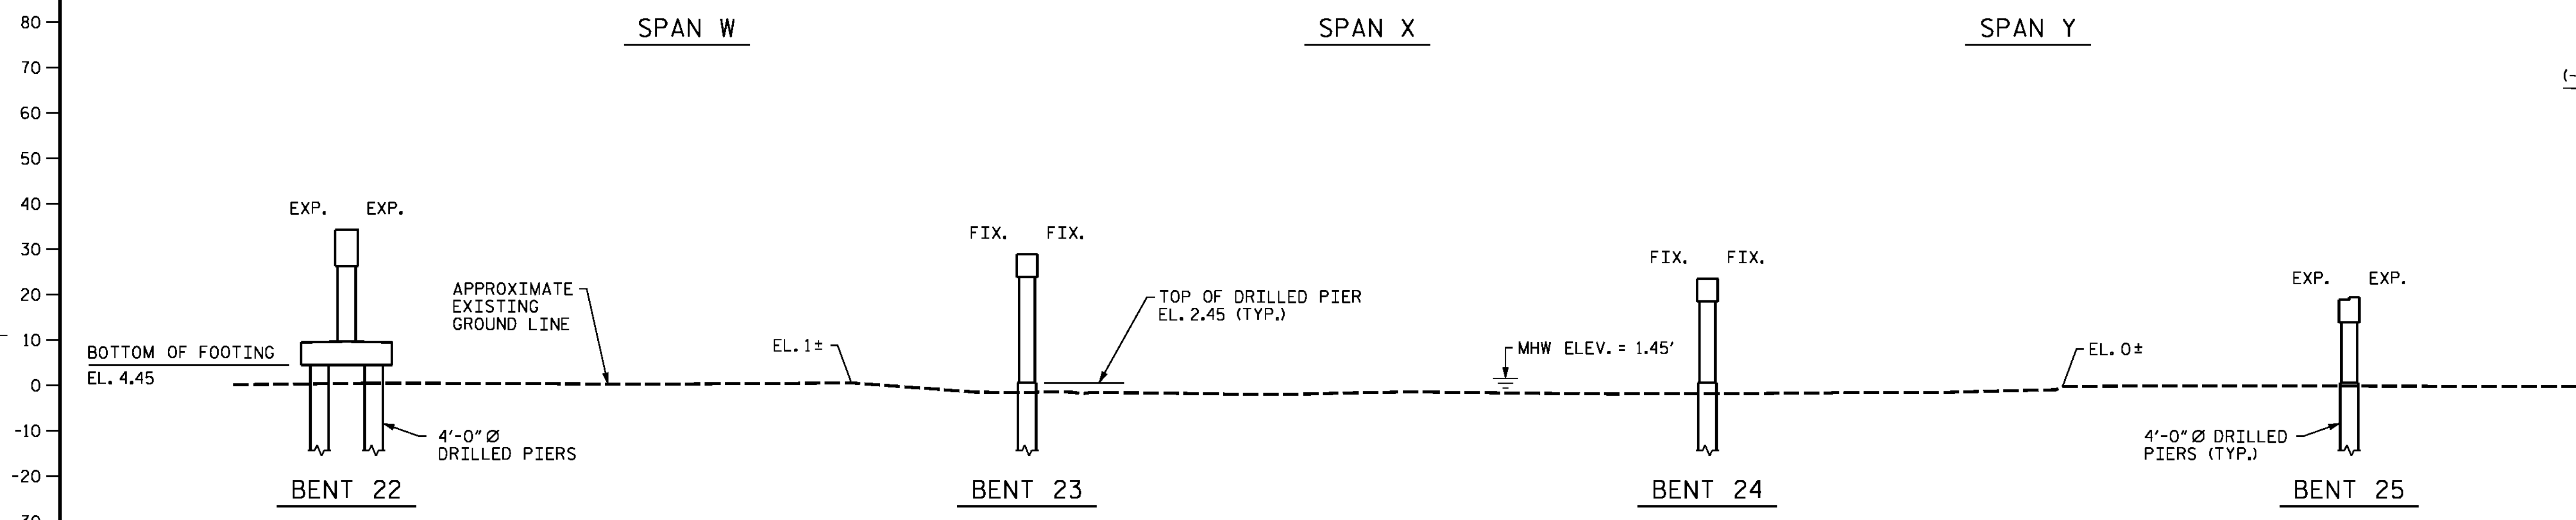 SPAN W
SPAN X
SPAN Y
80
70
60
50
40
30
20
10
0
-10
-20
EXP. EXP.
FIX. FIX.
FIX. FIX.
EXP. EXP.
APPROXIMATE
EXISTING
GROUND LINE
BOTTOM OF FOOTING
EL. 4.45
EL. 1±
TOP OF DRILLED PIER
EL. 2.45 (TYP.)
MHW ELEV. = 1.45'
EL. 0±
4'-0" Ø
DRILLED PIERS
4'-0" Ø DRILLED
PIERS (TYP.)
BENT 22
BENT 23
BENT 24
BENT 25